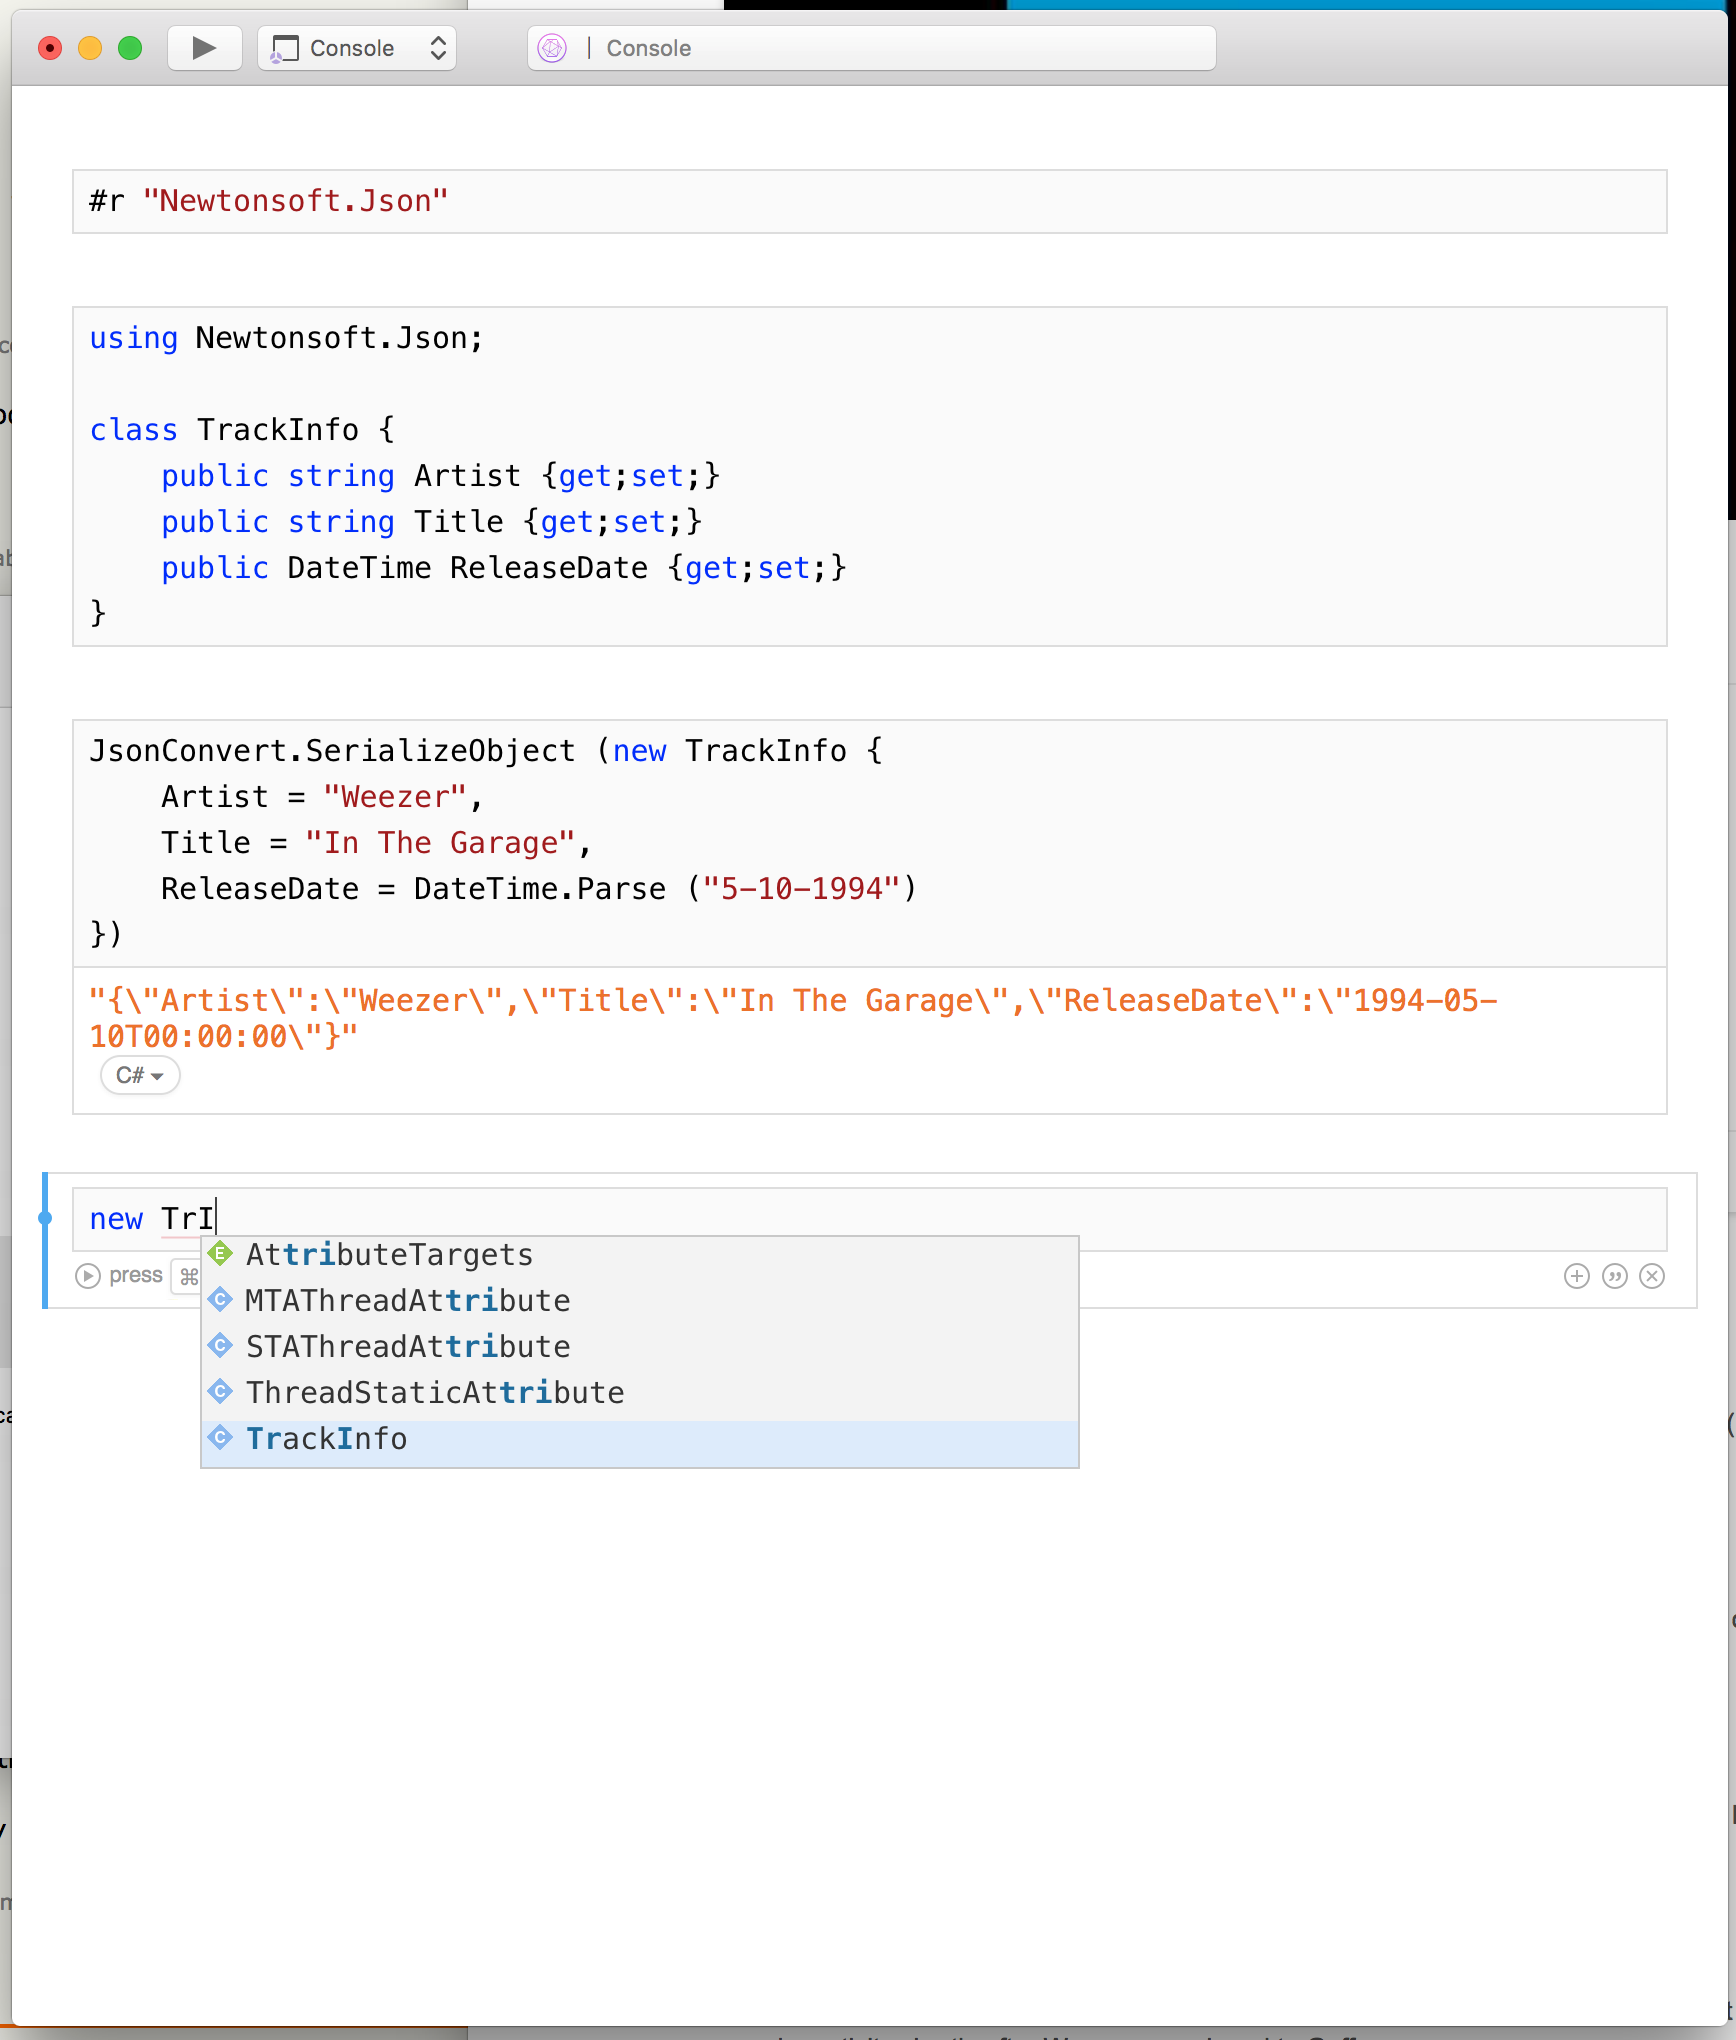 Console
Console
#r "Newtonsoft.Json"
using Newtonsoft.Json;
class TrackInfo {
public string Artist {get;set;}
public string Title {get;set;}
public DateTime ReleaseDate {get;set;}
}
JsonConvert.SerializeObject (new TrackInfo {
Artist = "Weezer",
Title = "In The Garage",
ReleaseDate = DateTime.Parse ("5-10-1994")
})
"{\"Artist\":\"Weezer\",\"Title\":\"In The Garage\",\"ReleaseDate\":\"1994-05-
10T00:00:00\"}"
C#
new TrI
press ⌘
E AttributeTargets
C MTAThreadAttribute
C STAThreadAttribute
C ThreadStaticAttribute
C TrackInfo